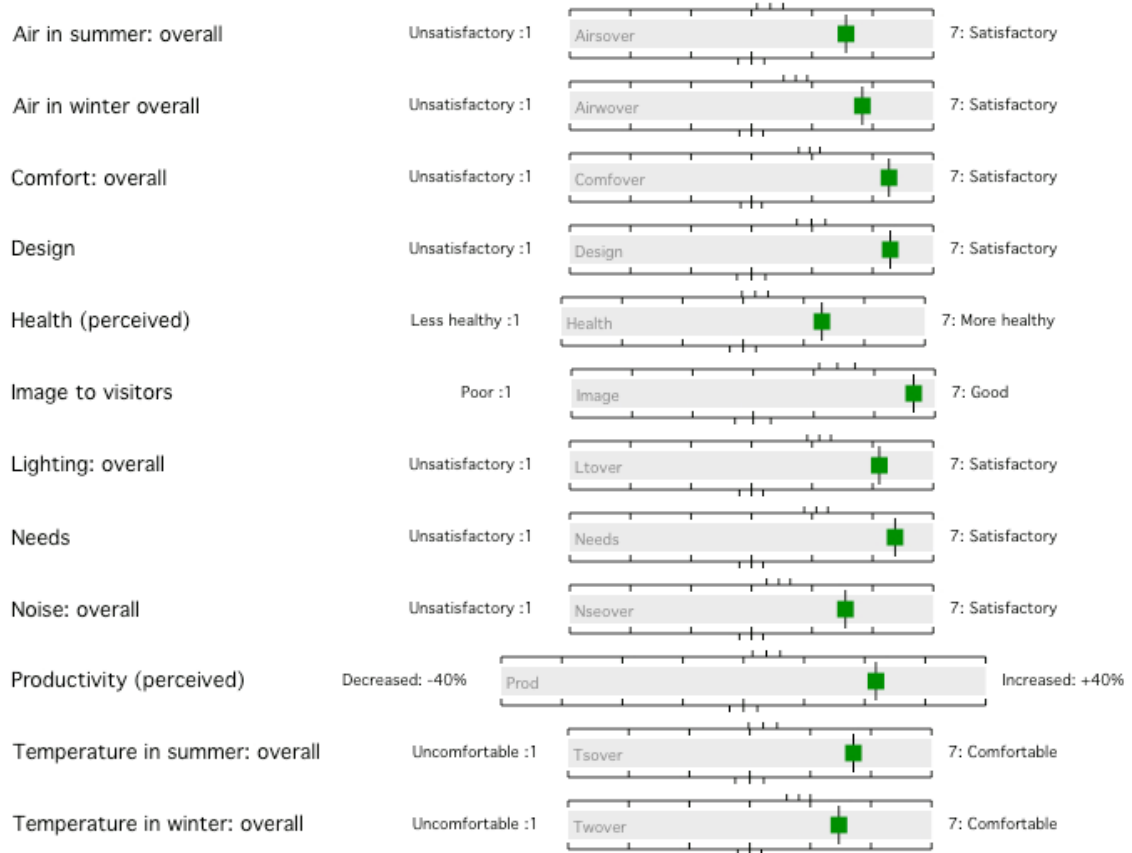 Air in summer: overall Unsatisfactory :1 Airsover 7: Satisfactory
Air in winter overall Unsatisfactory :1 Airwover 7: Satisfactory
Comfort: overall Unsatisfactory :1 Comfover 7: Satisfactory
Design Unsatisfactory :1 Design 7: Satisfactory
Health (perceived) Less healthy :1 Health 7: More healthy
Image to visitors Poor :1 Image 7: Good
Lighting: overall Unsatisfactory :1 Ltover 7: Satisfactory
Needs Unsatisfactory :1 Needs 7: Satisfactory
Noise: overall Unsatisfactory :1 Nseover 7: Satisfactory
Productivity (perceived) Decreased: -40% Prod Increased: +40%
Temperature in summer: overall Uncomfortable :1 Tsover 7: Comfortable
Temperature in winter: overall Uncomfortable :1 Twover 7: Comfortable